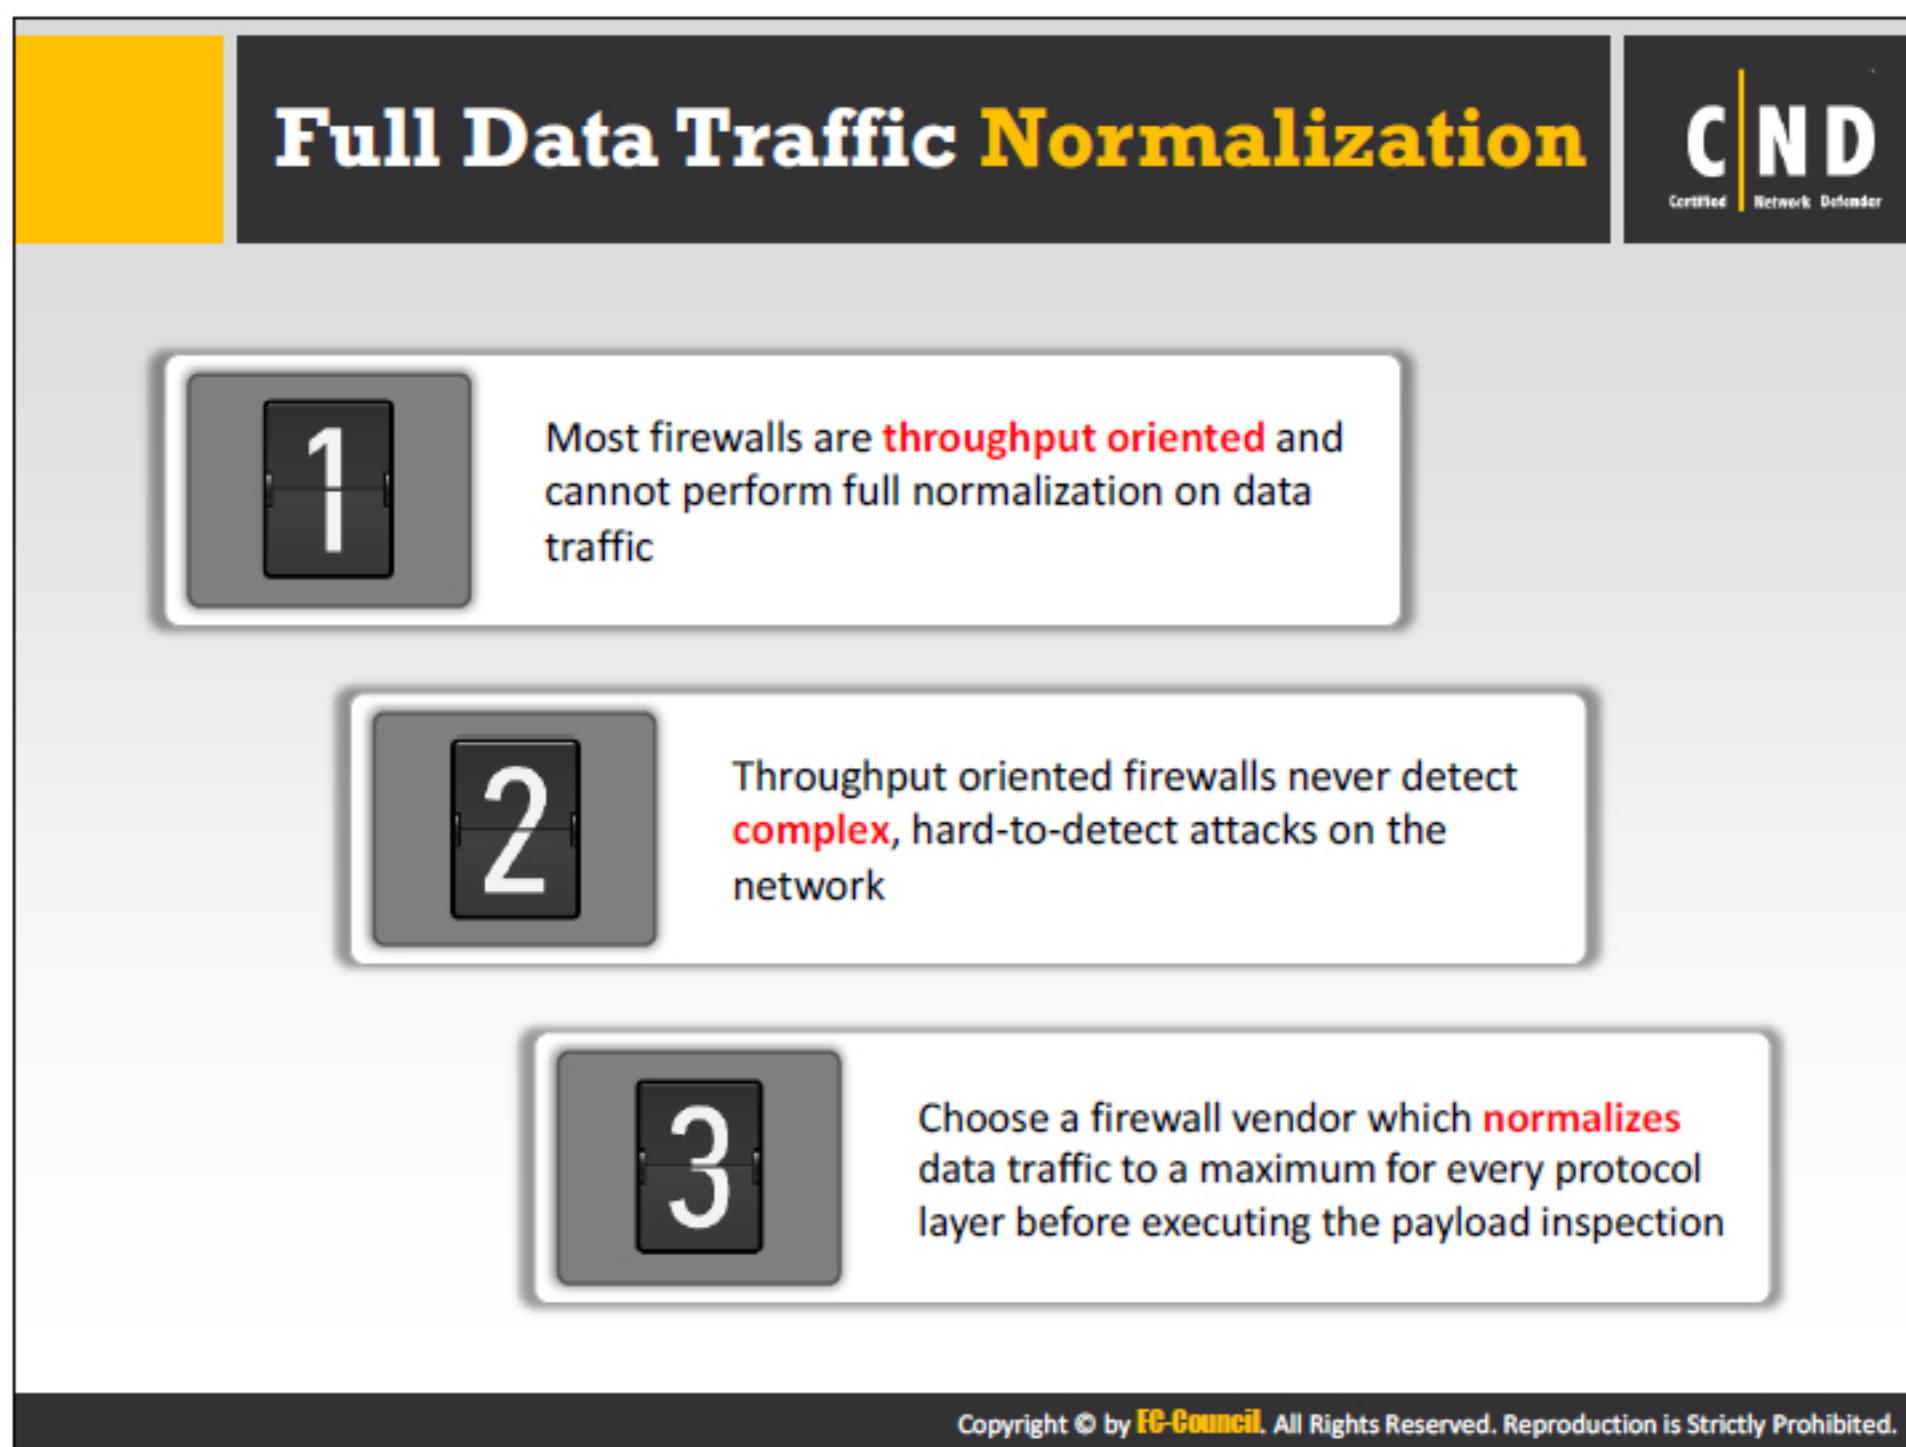 Full Data Traffic Normalization
C ND
Certified Network Defender
1
Most firewalls are throughput oriented and
cannot perform full normalization on data
traffic
2
Throughput oriented firewalls never detect
complex, hard-to-detect attacks on the
network
3
Choose a firewall vendor which normalizes
data traffic to a maximum for every protocol
layer before executing the payload inspection
Copyright © by EC-Council. All Rights Reserved. Reproduction is Strictly Prohibited.